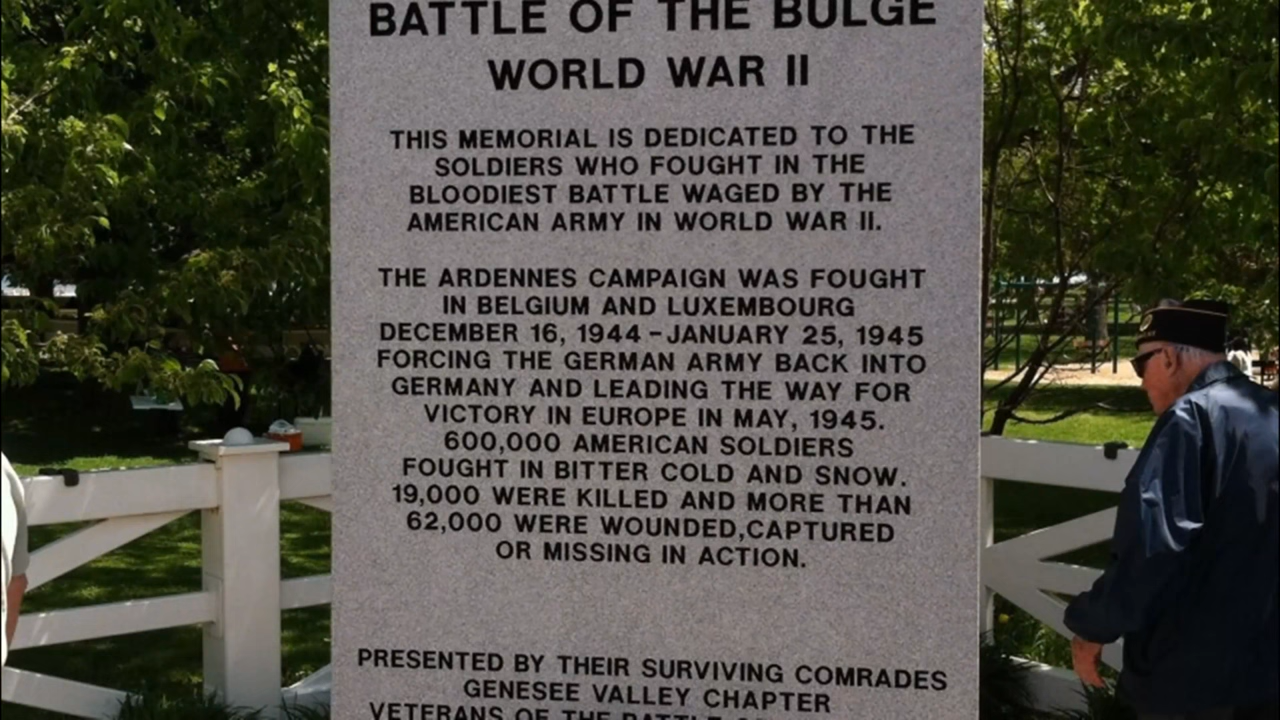 BATTLE OF THE BULGE
WORLD WAR II
THIS MEMORIAL IS DEDICATED TO THE
SOLDIERS WHO FOUGHT IN THE
BLOODIEST BATTLE WAGED BY THE
AMERICAN ARMY IN WORLD WAR II.
THE ARDENNES CAMPAIGN WAS FOUGHT
IN BELGIUM AND LUXEMBOURG
DECEMBER 16, 1944 – JANUARY 25, 1945
FORCING THE GERMAN ARMY BACK INTO
GERMANY AND LEADING THE WAY FOR
VICTORY IN EUROPE IN MAY, 1945.
600,000 AMERICAN SOLDIERS
FOUGHT IN BITTER COLD AND SNOW.
19,000 WERE KILLED AND MORE THAN
62,000 WERE WOUNDED,CAPTURED
OR MISSING IN ACTION.
PRESENTED BY THEIR SURVIVING COMRADES
GENESEE VALLEY CHAPTER
VETERANS OF THE BATTLE